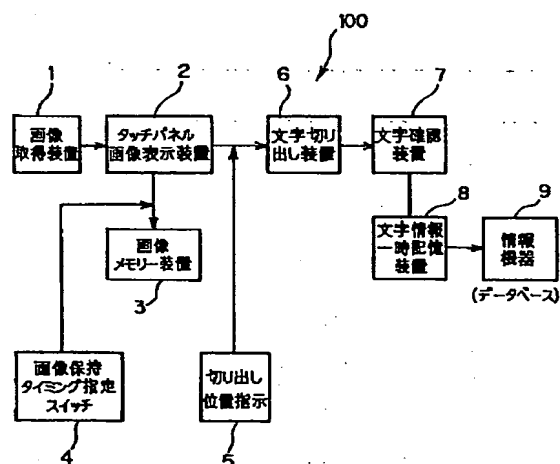 100
1
画像
取得装置
2
タッチパネル
画像表示装置
6
文字切り
出し装置
7
文字確認
装置
画像
メモリー装置
3
8
文字情報
一時記憶
装置
9
情報
機器
(データベース)
画像保持
タイミング指定
スイッチ
4
切り出し
位置指示
5